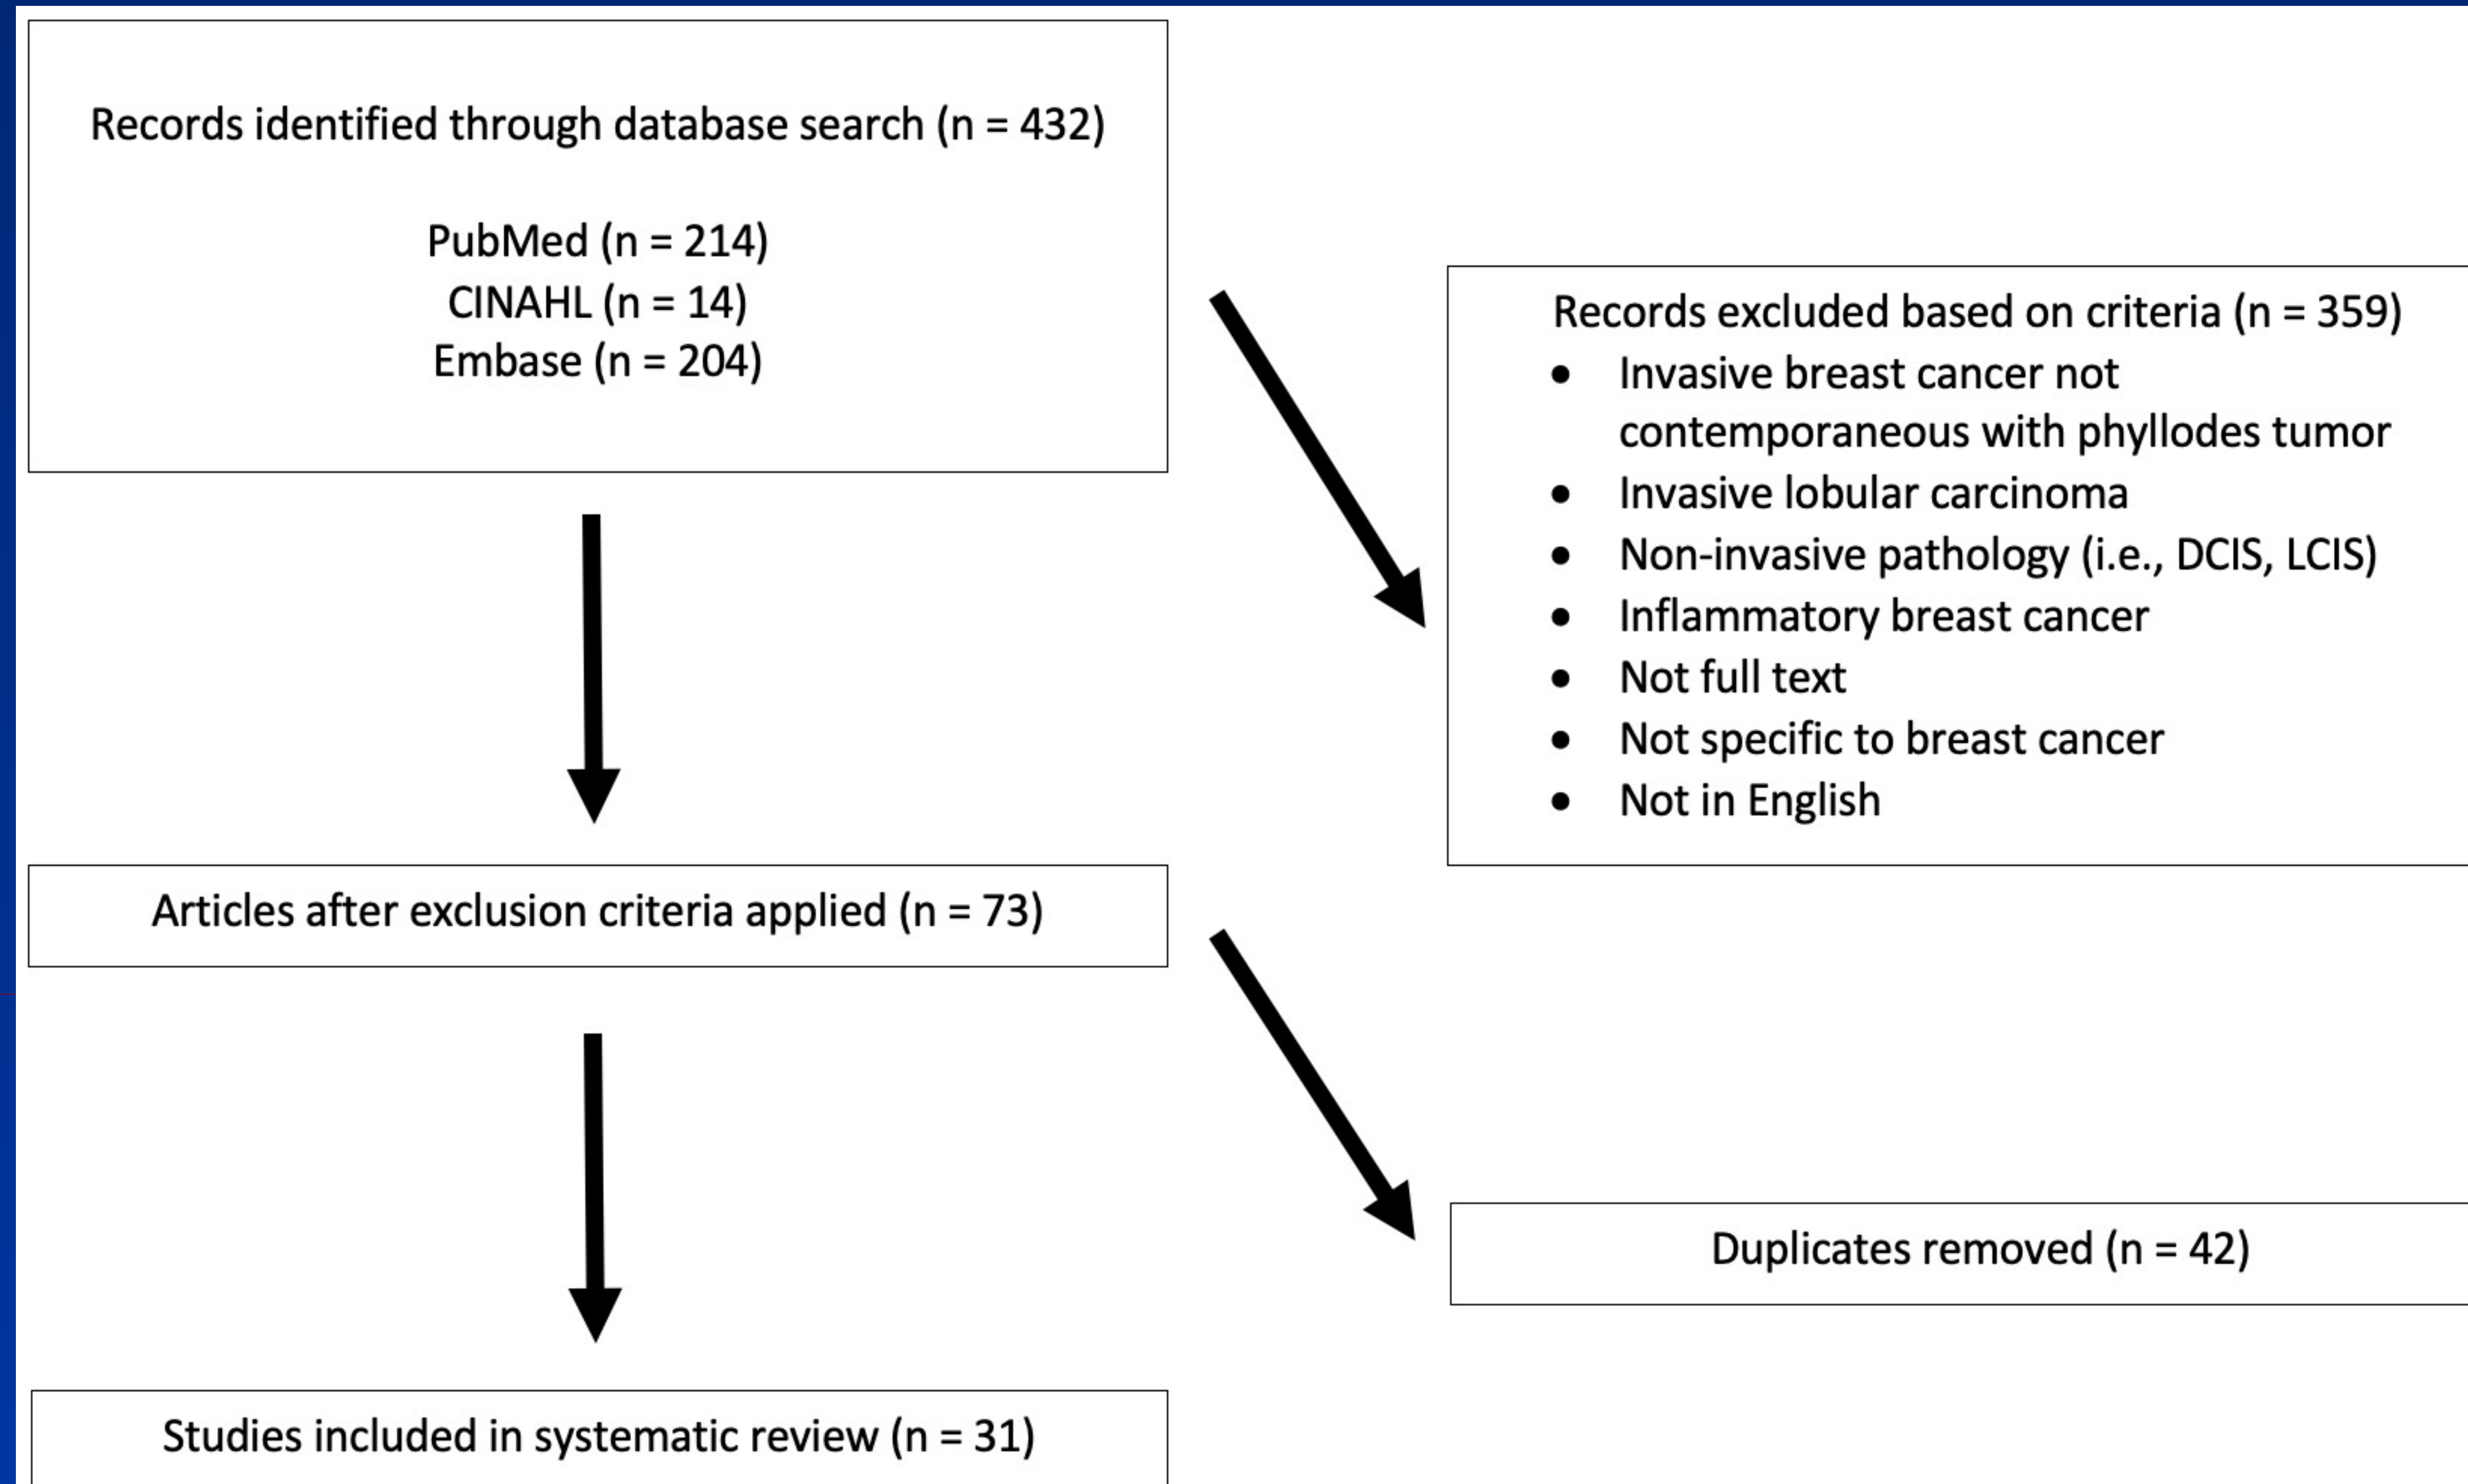 Records identified through database search (n = 432)
PubMed (n = 214)
CINAHL (n = 14)
Embase (n = 204)
Records excluded based on criteria (n = 359)
• Invasive breast cancer not
contemporaneous with phyllodes tumor
• Invasive lobular carcinoma
• Non-invasive pathology (i.e., DCIS, LCIS)
• Inflammatory breast cancer
• Not full text
• Not specific to breast cancer
• Not in English
Articles after exclusion criteria applied (n = 73)
Duplicates removed (n = 42)
Studies included in systematic review (n = 31)